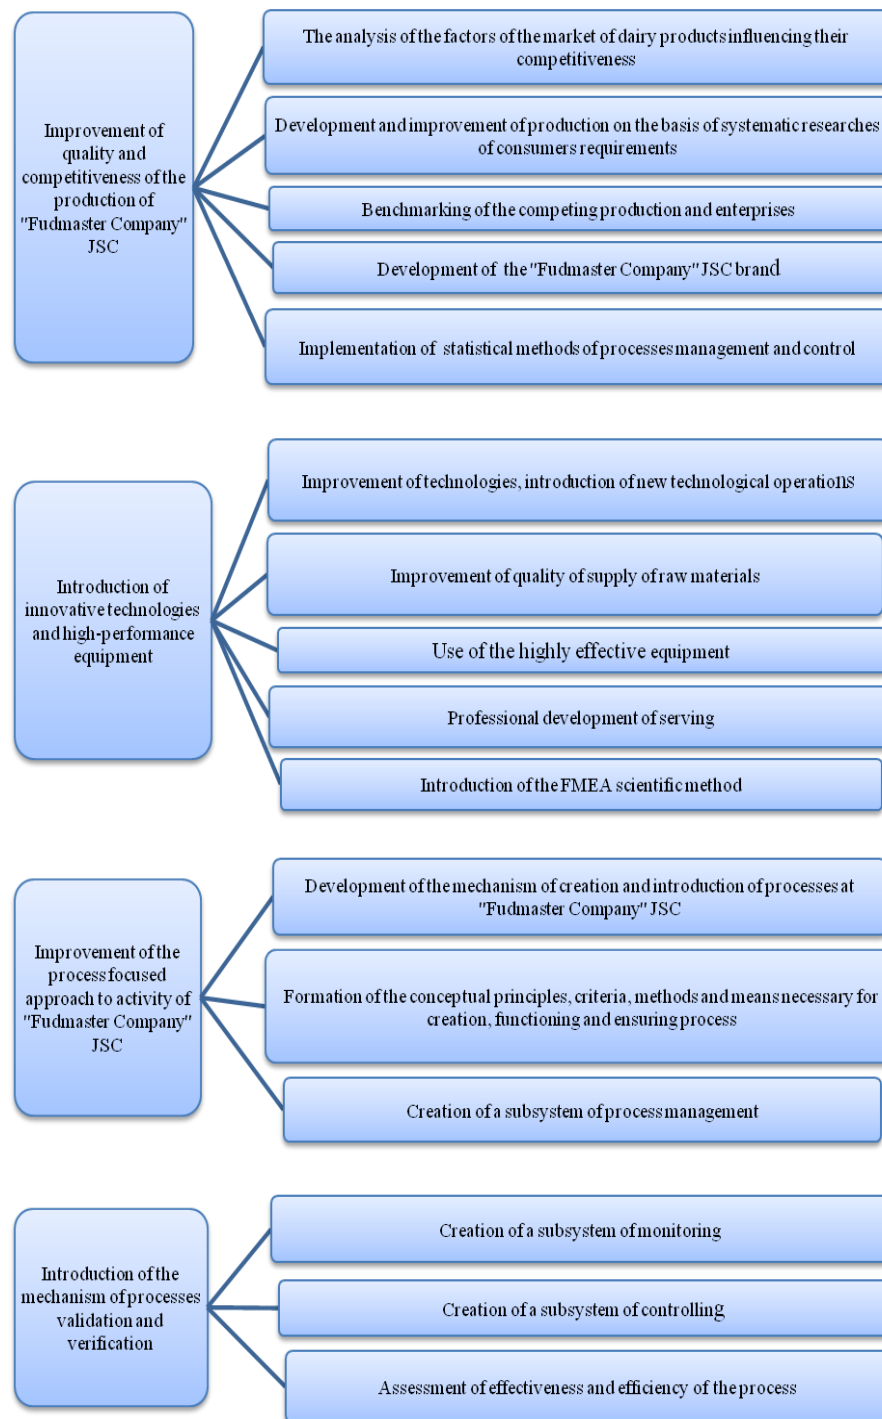 Improvement of
quality and
competitiveness of the
production of
"Fudmaster Company"
JSC
The analysis of the factors of the market of dairy products influencing their
competitiveness
Development and improvement of production on the basis of systematic researches
of consumers requirements
Benchmarking of the competing production and enterprises
Development of the "Fudmaster Company" JSC brand
Implementation of statistical methods of processes management and control
Introduction of
innovative technologies
and high-performance
equipment
Improvement of technologies, introduction of new technological operations
Improvement of quality of supply of raw materials
Use of the highly effective equipment
Professional development of serving
Introduction of the FMEA scientific method
Improvement of the
process focused
approach to activity of
"Fudmaster Company"
JSC
Development of the mechanism of creation and introduction of processes at
"Fudmaster Company" JSC
Formation of the conceptual principles, criteria, methods and means necessary for
creation, functioning and ensuring process
Creation of a subsystem of process management
Introduction of the
mechanism of processes
validation and
verification
Creation of a subsystem of monitoring
Creation of a subsystem of controlling
Assessment of effectiveness and efficiency of the process